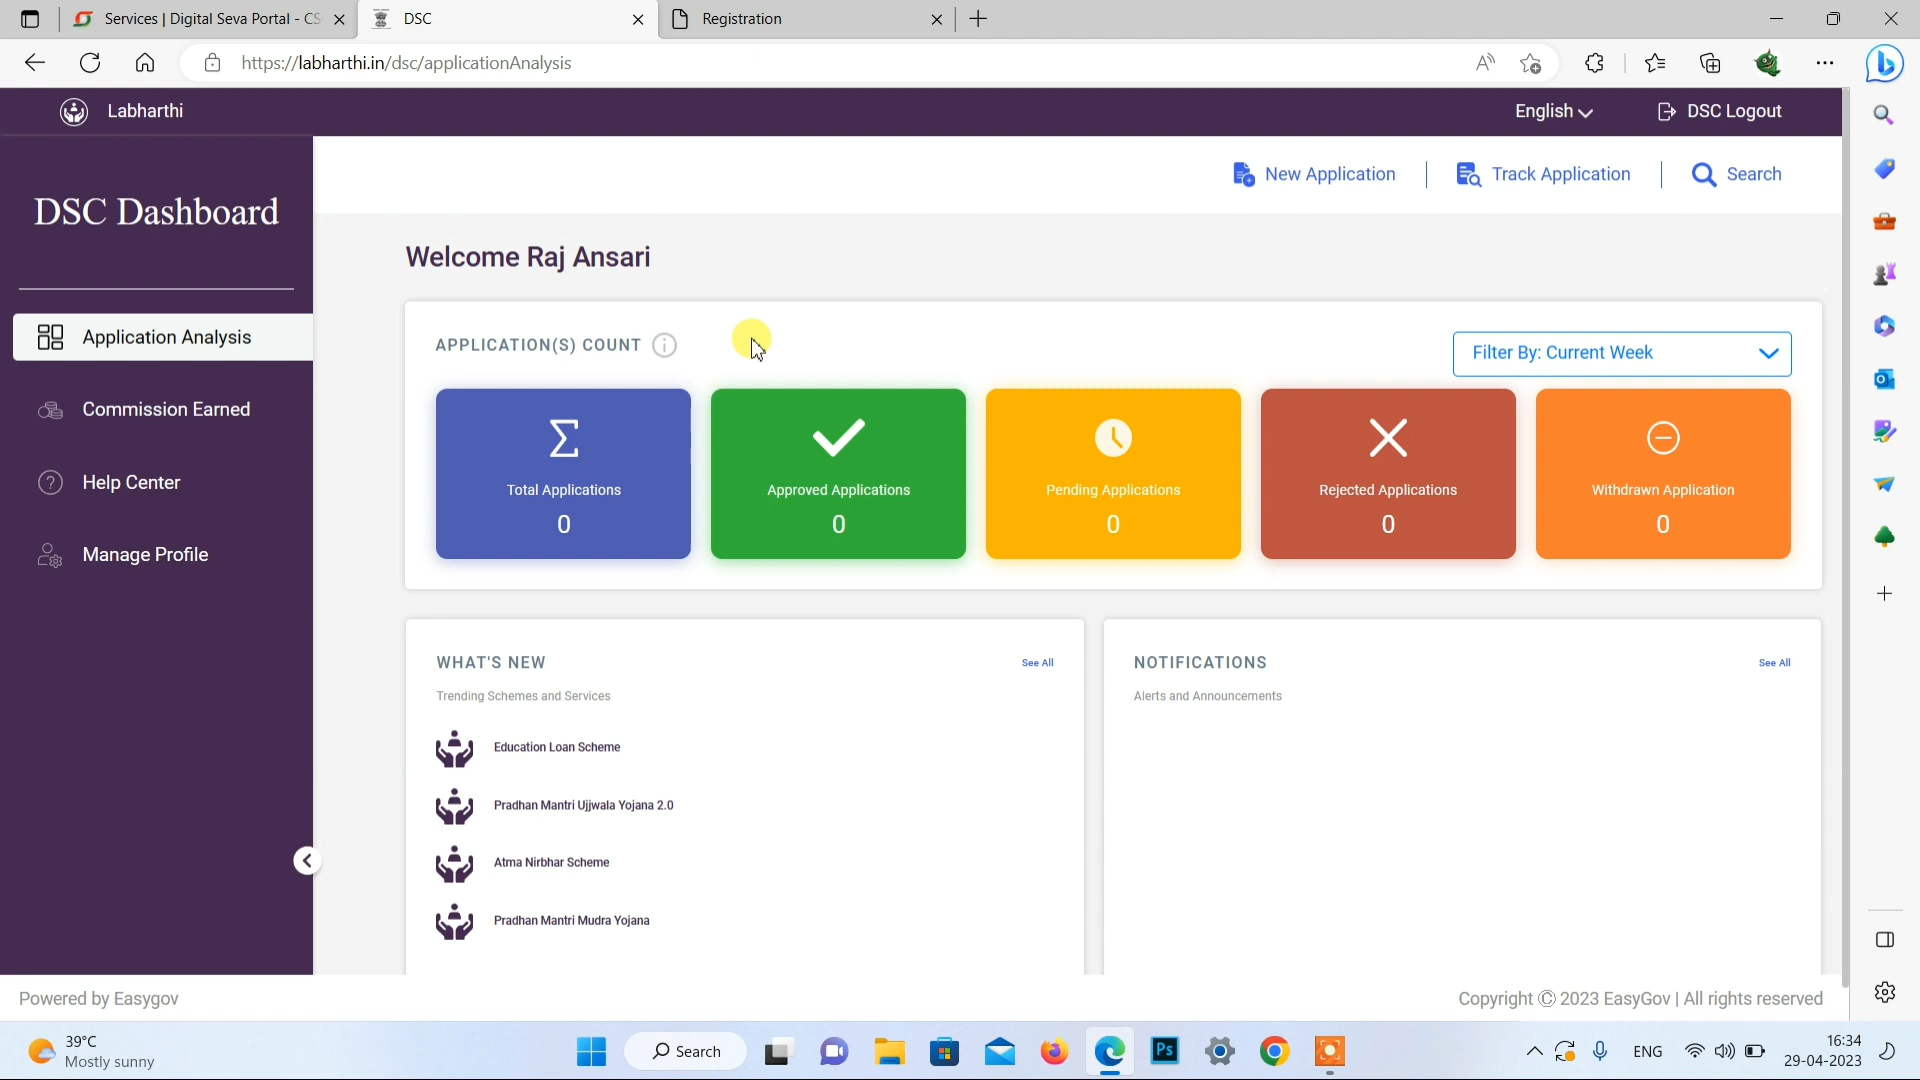 Services | Digital Seva Portal - CS
DSC
Registration
https://labharthi.in/dsc/applicationAnalysis
Labharthi
English
DSC Logout
DSC Dashboard
New Application
Track Application
Search
Welcome Raj Ansari
Application Analysis
APPLICATION(S) COUNT
Filter By: Current Week
Commission Earned
Help Center
Manage Profile
Total Applications
0
Approved Applications
0
Pending Applications
0
Rejected Applications
0
Withdrawn Application
0
WHAT'S NEW
See All
Trending Schemes and Services
Education Loan Scheme
Pradhan Mantri Ujjwala Yojana 2.0
Atma Nirbhar Scheme
Pradhan Mantri Mudra Yojana
NOTIFICATIONS
See All
Alerts and Announcements
Powered by Easygov
Copyright © 2023 EasyGov | All rights reserved
39°C
Mostly sunny
Search
Ps
ENG
16:34
29-04-2023